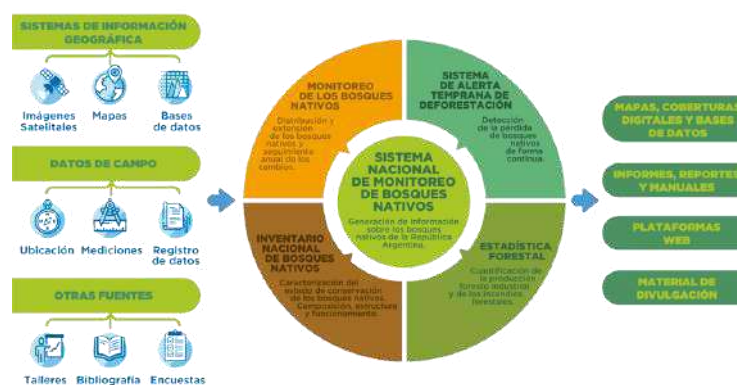 SISTEMAS DE INFORMACIÓN
GEOGRÁFICA
Imágenes
Satelitales
Mapas
Bases
de datos
DATOS DE CAMPO
Ubicación
Mediciones
Registro
de datos
OTRAS FUENTES
Talleres
Bibliografía
Encuestas
MONITOREO
DE LOS BOSQUES
NATIVOS
Distribución y
extensión de
los bosques
nativos y
seguimiento
anual de los
cambios.
SISTEMA
DE ALERTA
TEMPRANA DE
DEFORESTACIÓN
Detección
de la pérdida
de bosques
nativos
de forma
continua.
SISTEMA
NACIONAL
DE MONITOREO
DE BOSQUES
NATIVOS
Generación de información
sobre los bosques
nativos de la República
Argentina.
INVENTARIO
NACIONAL
DE BOSQUES
NATIVOS
Caracterización del
estado de conservación
de los bosques nativos.
Composición, estructura
y funcionamiento.
ESTADÍSTICA
FORESTAL
Cuantificación de
la producción
foresto industrial
y de los incendios
forestales.
MAPAS, COBERTURAS
DIGITALES Y BASES
DE DATOS
INFORMES, REPORTES
Y MANUALES
PLATAFORMAS
WEB
MATERIAL DE
DIVULGACIÓN